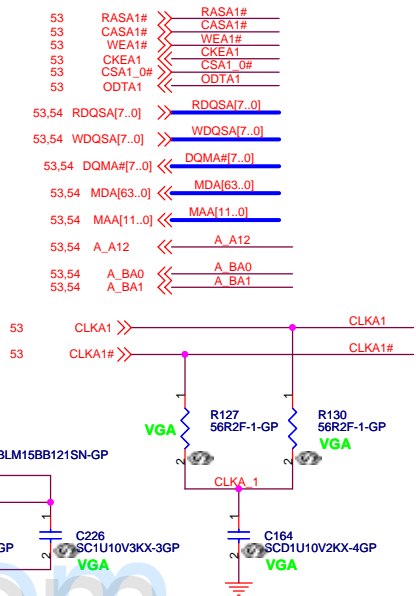 53 RASA1# RASA1#
53 CASA1# CASA1#
53 WEA1# WEA1#
53 CKEA1 CKEA1
53 CSA1_0# CSA1_0#
53 ODTA1 ODTA1
53,54 RDQSA[7..0] RDQSA[7..0]
53,54 WDQSA[7..0] WDQSA[7..0]
53,54 DQMA#[7..0] DQMA#[7..0]
53,54 MDA[63..0] MDA[63..0]
53,54 MAA[11..0] MAA[11..0]
53,54 A_A12 A_A12
53,54 A_BA0 A_BA0
53,54 A_BA1 A_BA1
53 CLKA1 CLKA1
53 CLKA1# CLKA1#
1 1
R127 R130
56R2F-1-GP 56R2F-1-GP
VGA VGA
2 2
BLM15BB121SN-GP
CLKA_1
1 1
C226 C164
GP SC1U10V3KX-3GP SCD1U10V2KX-4GP
2 2
VGA VGA
om